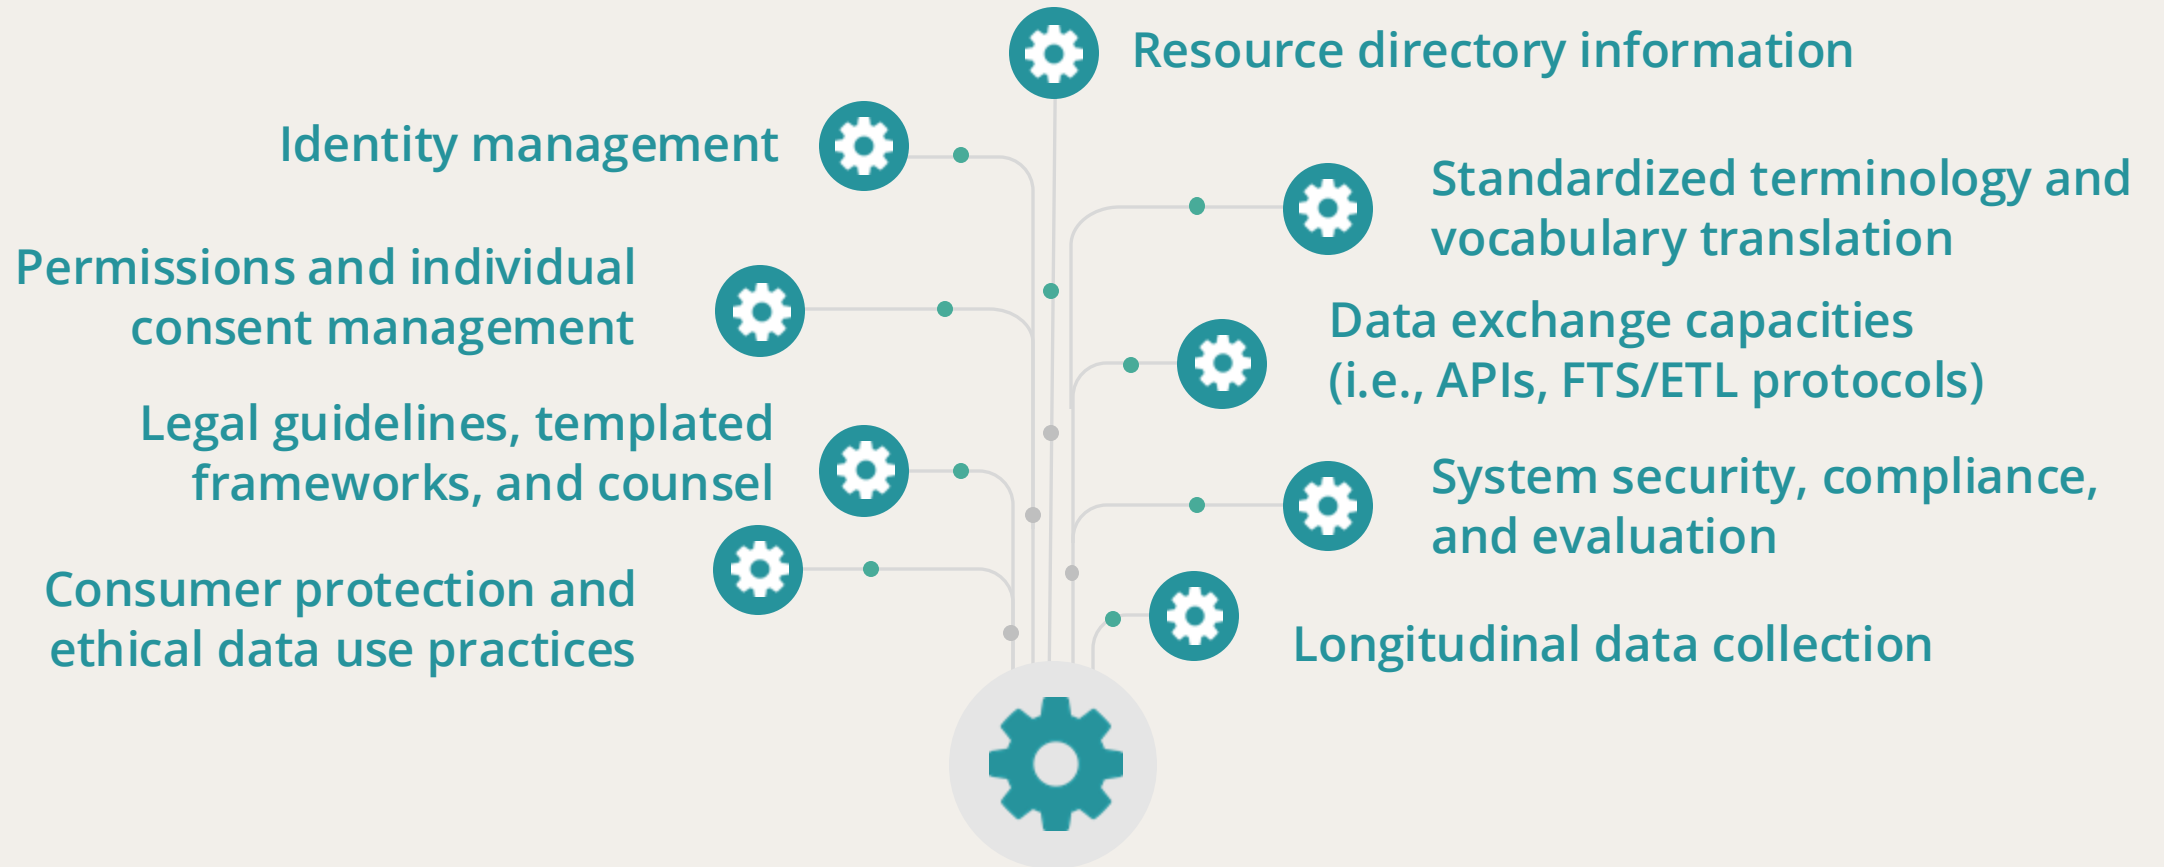 Resource directory information
Identity management
Standardized terminology and
vocabulary translation
Permissions and individual
consent management
Data exchange capacities
(i.e., APIs, FTS/ETL protocols)
Legal guidelines, templated
frameworks, and counsel
System security, compliance,
and evaluation
Consumer protection and
ethical data use practices
Longitudinal data collection